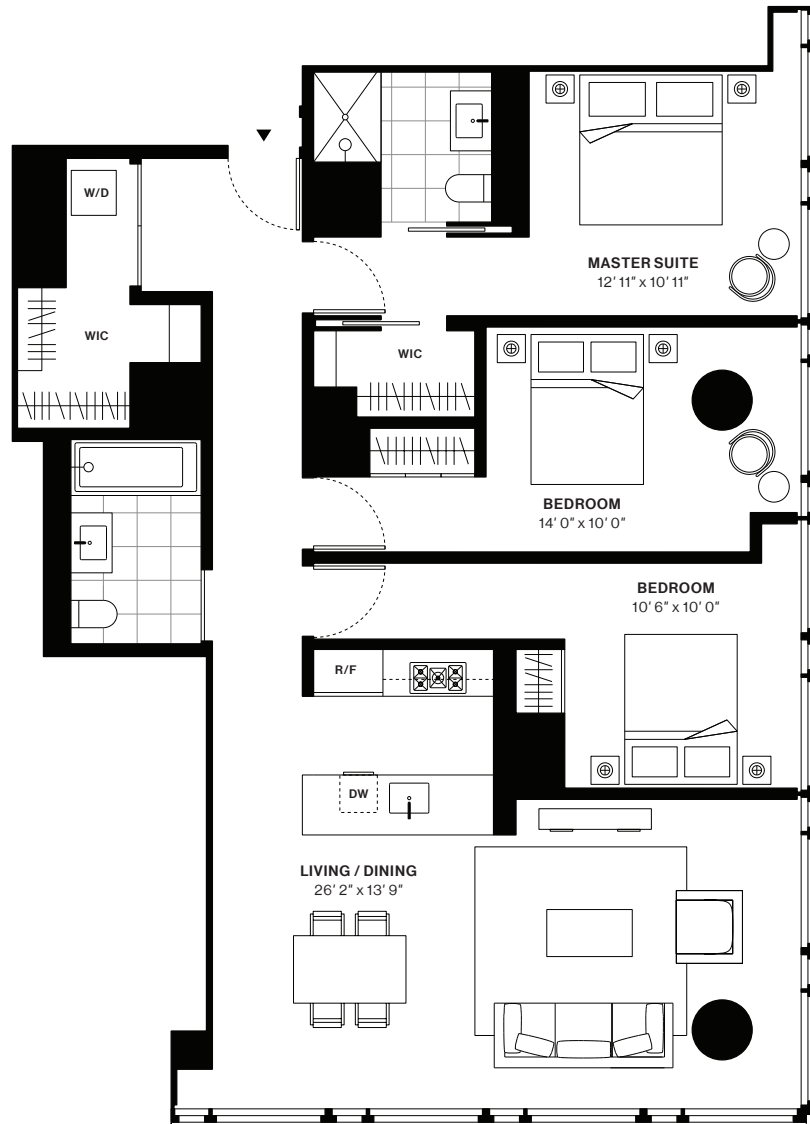 W/D
MASTER SUITE
12' 11" x 10' 11"
WIC
WIC
BEDROOM
14' 0" x 10' 0"
BEDROOM
10' 6" x 10' 0"
R/F
DW
LIVING / DINING
26' 2" x 13' 9"